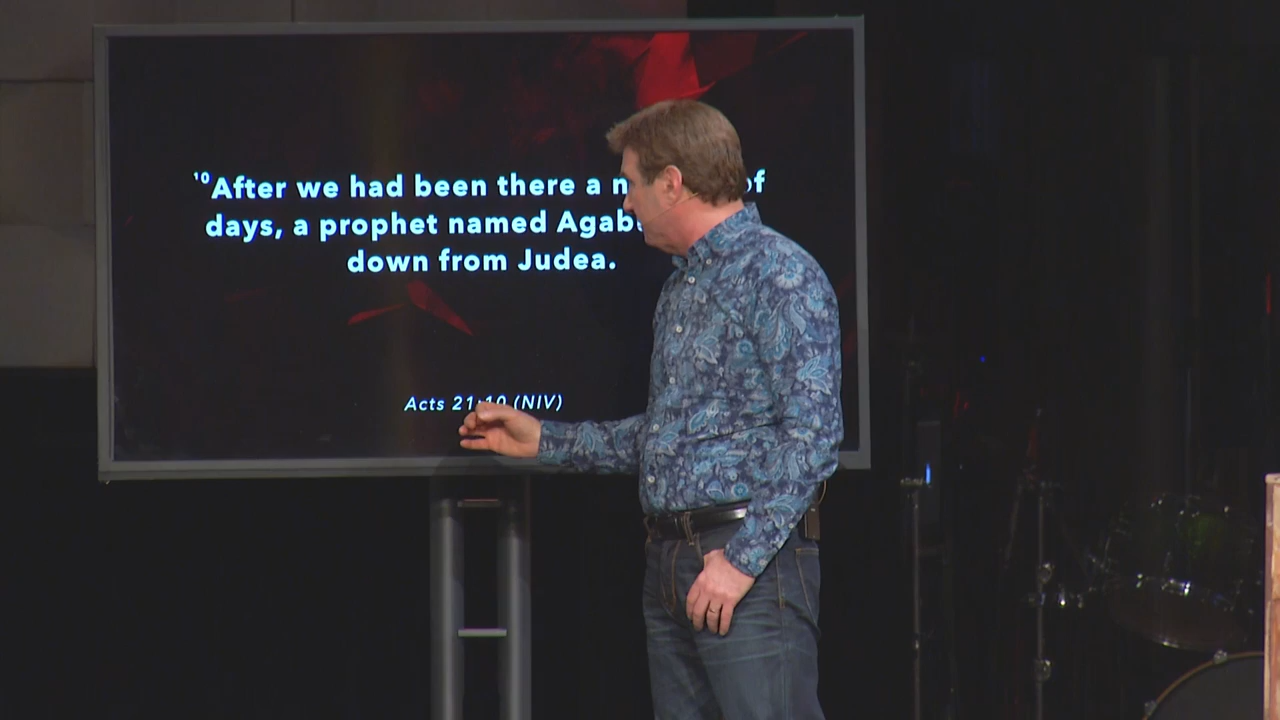 ¹⁰After we had been there a of
days, a prophet named
down from Judea.
Acts 21:10 (NIV)